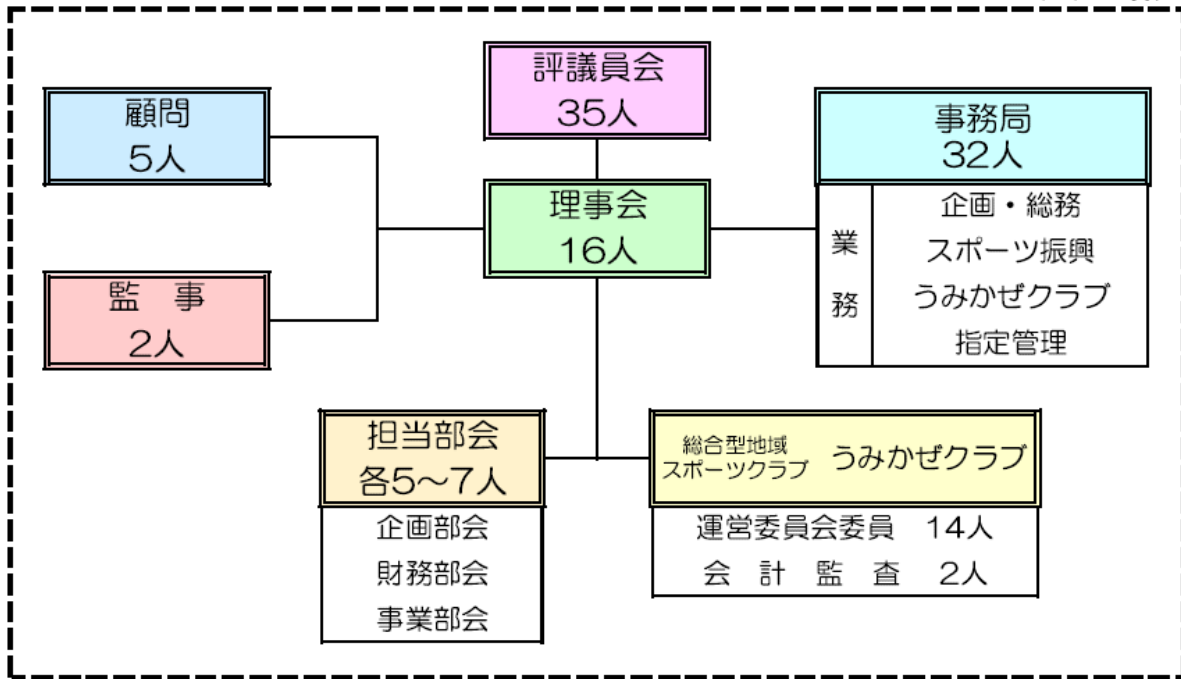 評議員会
35人
顧問
5人
事務局
32人
理事会
16人
業務
企画・総務
スポーツ振興
うみかぜクラブ
指定管理
監　事
2人
担当部会
各5～7人
企画部会
財務部会
事業部会
総合型地域
スポーツクラブ
うみかぜクラブ
運営委員会委員　14人
会　計　監　査　2人